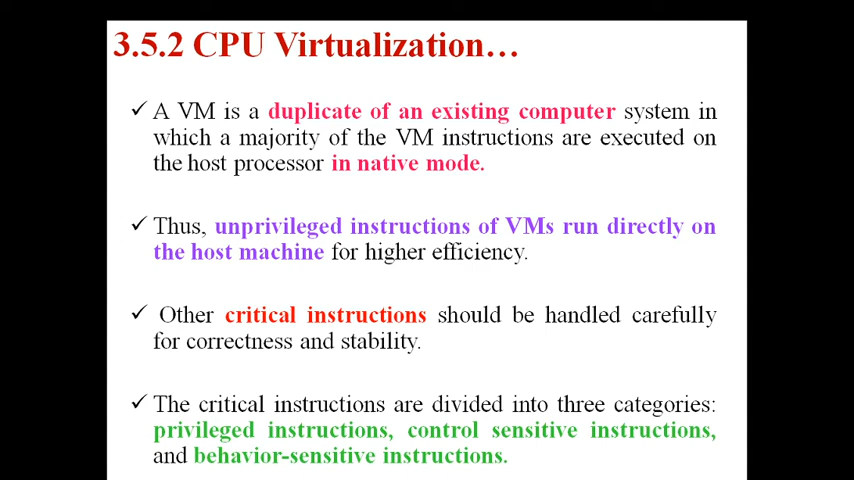 3.5.2 CPU Virtualization…
✓ A VM is a duplicate of an existing computer system in
which a majority of the VM instructions are executed on
the host processor in native mode.
✓ Thus, unprivileged instructions of VMs run directly on
the host machine for higher efficiency.
✓ Other critical instructions should be handled carefully
for correctness and stability.
✓ The critical instructions are divided into three categories:
privileged instructions, control sensitive instructions,
and behavior-sensitive instructions.